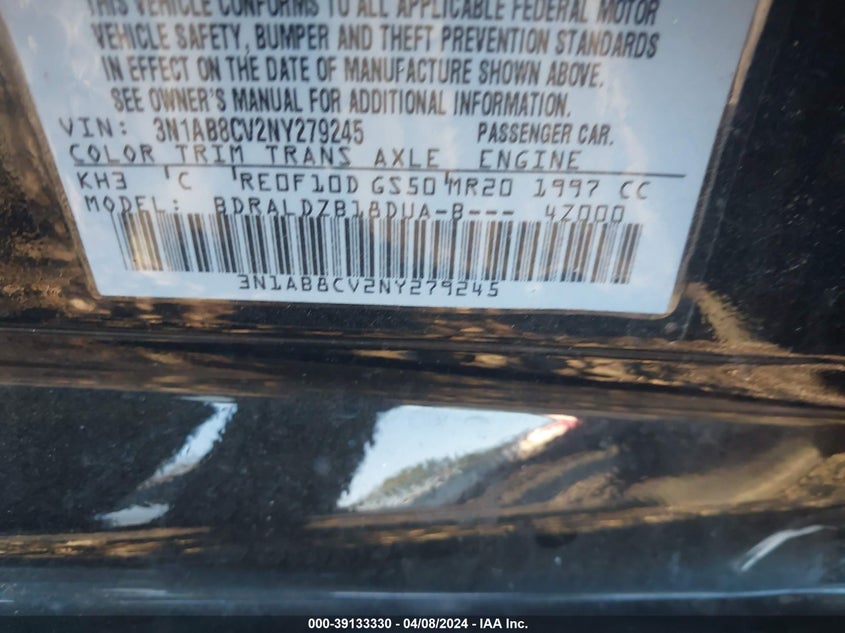 THIS VEHICLE CONFORMS TO ALL APPLICABLE FEDERAL MOTOR
VEHICLE SAFETY, BUMPER AND THEFT PREVENTION STANDARDS
IN EFFECT ON THE DATE OF MANUFACTURE SHOWN ABOVE.
SEE OWNER'S MANUAL FOR ADDITIONAL INFORMATION.
VIN: 3N1AB8CV2NY279245 PASSENGER CAR.
COLOR TRIM TRANS AXLE ENGINE
KH3 C RE0F10D GS50 MR20 1997 CC
MODEL: BDRALDZB18DUA-B--- 4Z000
3N1AB8CV2NY279245
000-39133330 - 04/08/2024 - IAA Inc.